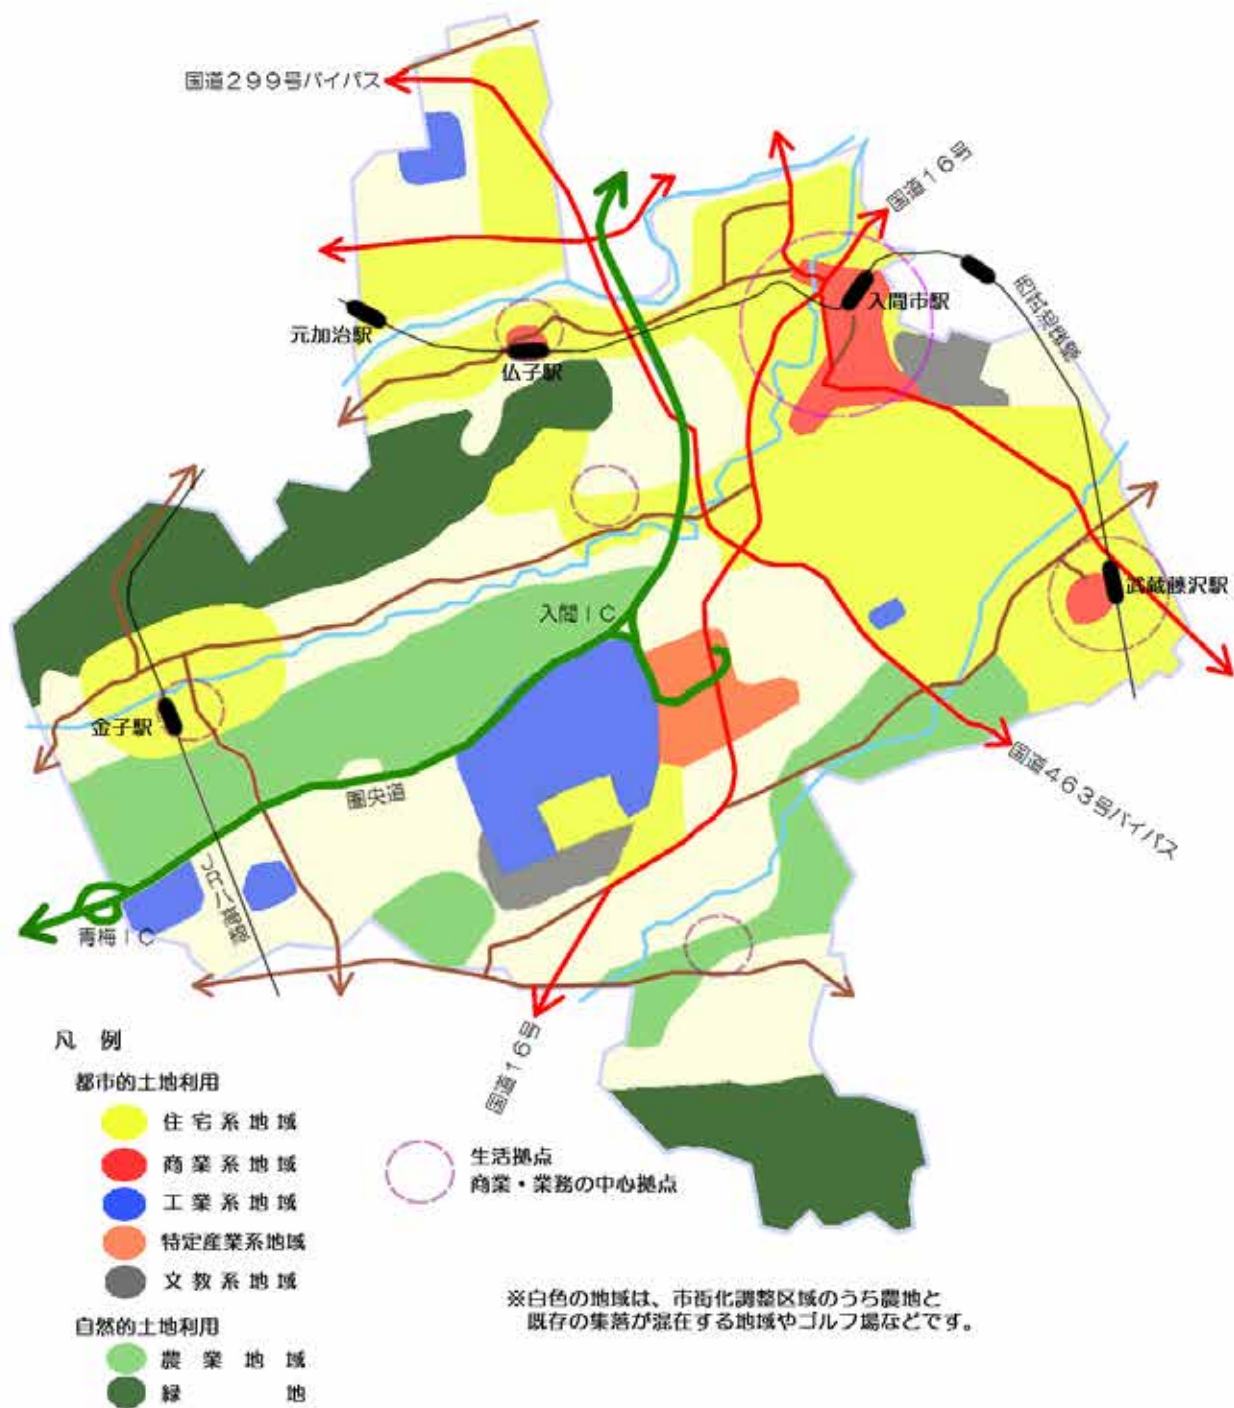 国道299号バイパス
国道16号
入間市駅
西武池袋線
元加治駅
仏子駅
武蔵藤沢駅
入間IC
金子駅
圏央道
国道463号バイパス
JR八高線
青梅IC
国道16号
凡 例
都市的土地利用
住宅系地域
商業系地域
工業系地域
特定産業系地域
文教系地域
自然的土地利用
農業地域
緑地
生活拠点
商業・業務の中心拠点
※白色の地域は、市街化調整区域のうち農地と
既存の集落が混在する地域やゴルフ場などです。